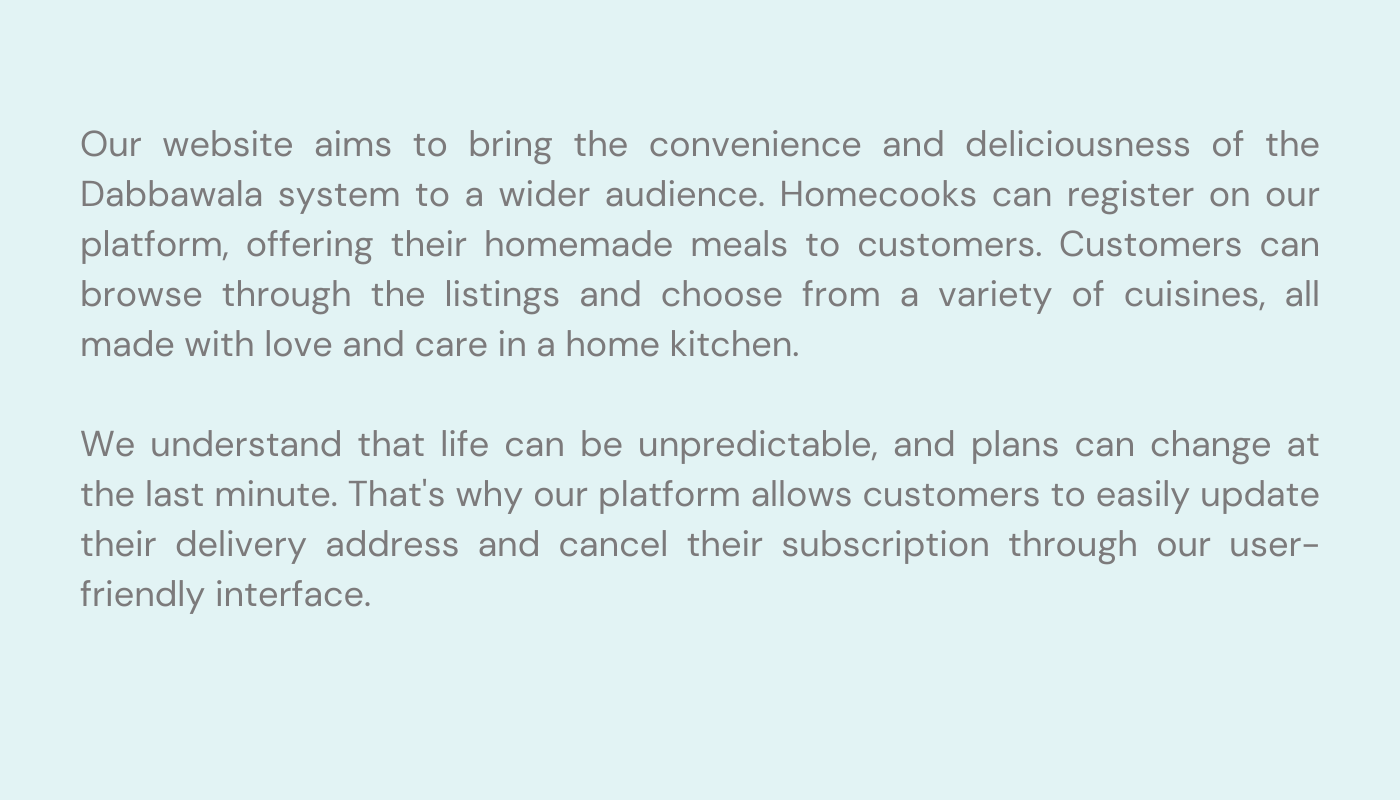 Our website aims to bring the convenience and deliciousness of the
Dabbawala system to a wider audience. Homecooks can register on our
platform, offering their homemade meals to customers. Customers can
browse through the listings and choose from a variety of cuisines, all
made with love and care in a home kitchen.
We understand that life can be unpredictable, and plans can change at
the last minute. That's why our platform allows customers to easily update
their delivery address and cancel their subscription through our user-
friendly interface.